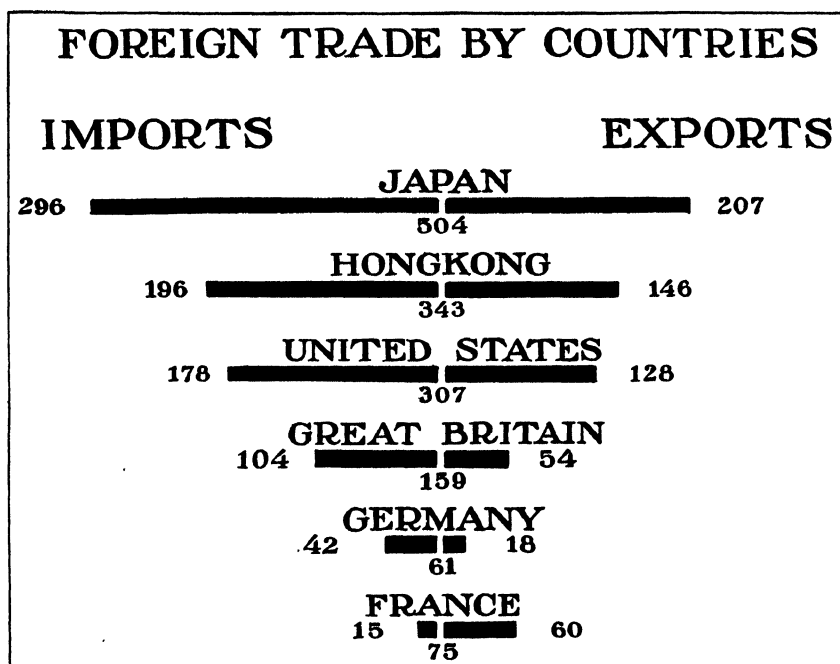 FOREIGN TRADE BY COUNTRIES
IMPORTS EXPORTS
JAPAN
296 207
504
HONGKONG
196 146
343
UNITED STATES
178 128
307
GREAT BRITAIN
104 54
159
GERMANY
42 18
61
FRANCE
15 60
75